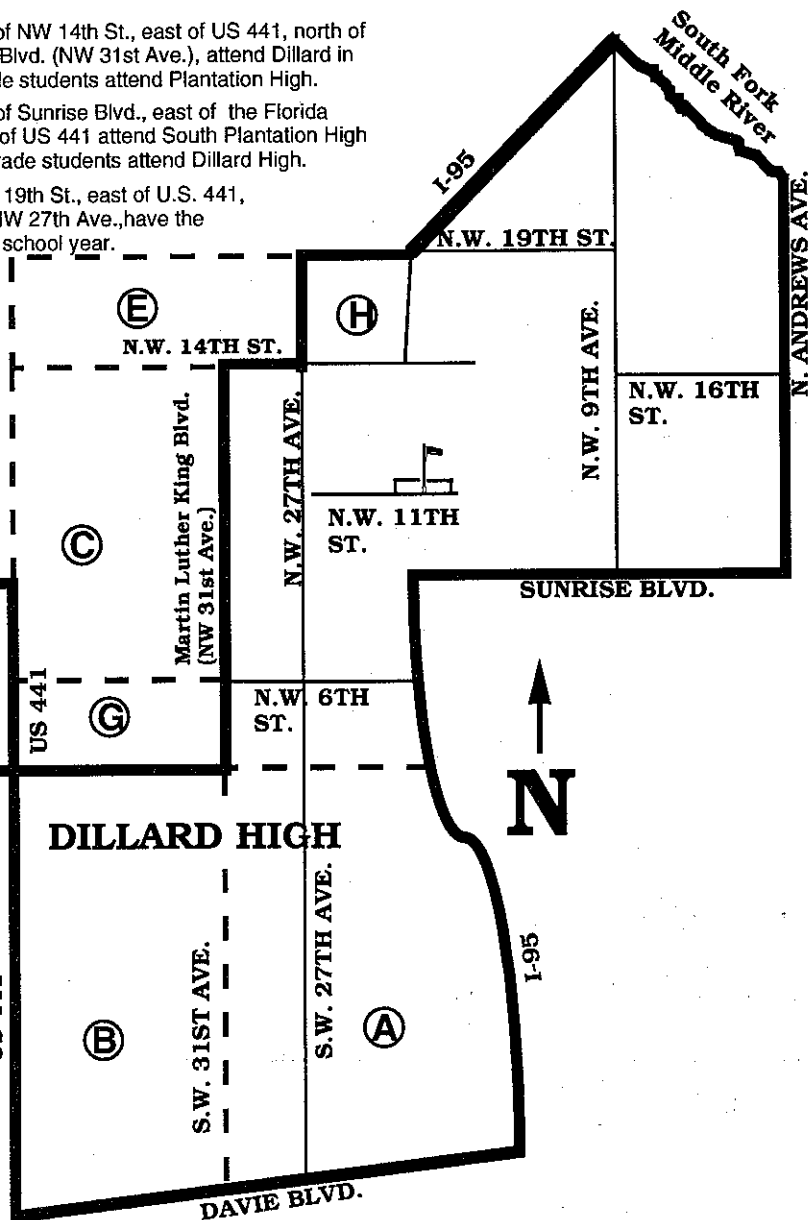 of NW 14th St., east of US 441, north of
Blvd. (NW 31st Ave.), attend Dillard in
le students attend Plantation High.
of Sunrise Blvd., east of the Florida
of US 441 attend South Plantation High
rade students attend Dillard High.
19th St., east of U.S. 441,
NW 27th Ave.,have the
school year.
South Fork
Middle River
I-95
N.W. 19TH ST.
N. ANDREWS AVE.
E
H
N.W. 14TH ST.
N.W. 9TH AVE.
N.W. 16TH
ST.
Martin Luther King Blvd.
(NW 31st Ave.)
N.W. 27TH AVE.
N.W. 11TH
ST.
C
SUNRISE BLVD.
US 441
G
N.W. 6TH
ST.
N
DILLARD HIGH
S.W. 31ST AVE.
S.W. 27TH AVE.
I-95
B
A
DAVIE BLVD.